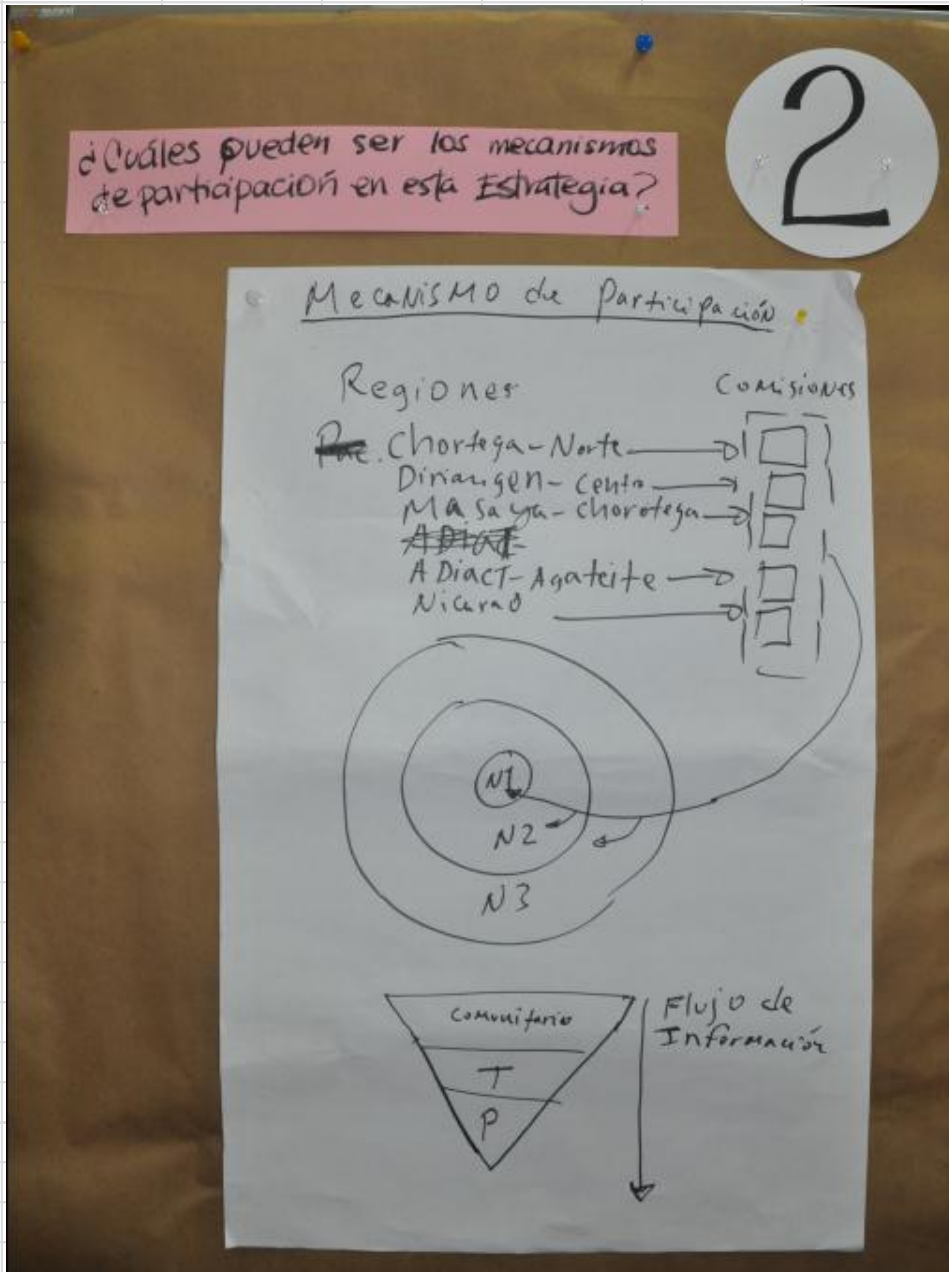 2
¿Cuáles pueden ser los mecanismos
de participación en esta Estrategia?
Mecanismo de Participación
Regiones
Comisiones
Chortega-Norte
Diriangen-Cento
Masaya-chorotega
ADIACT-Agateite
Nicarao
N1
N2
N3
Comunitario
T
P
Flujo de
Información